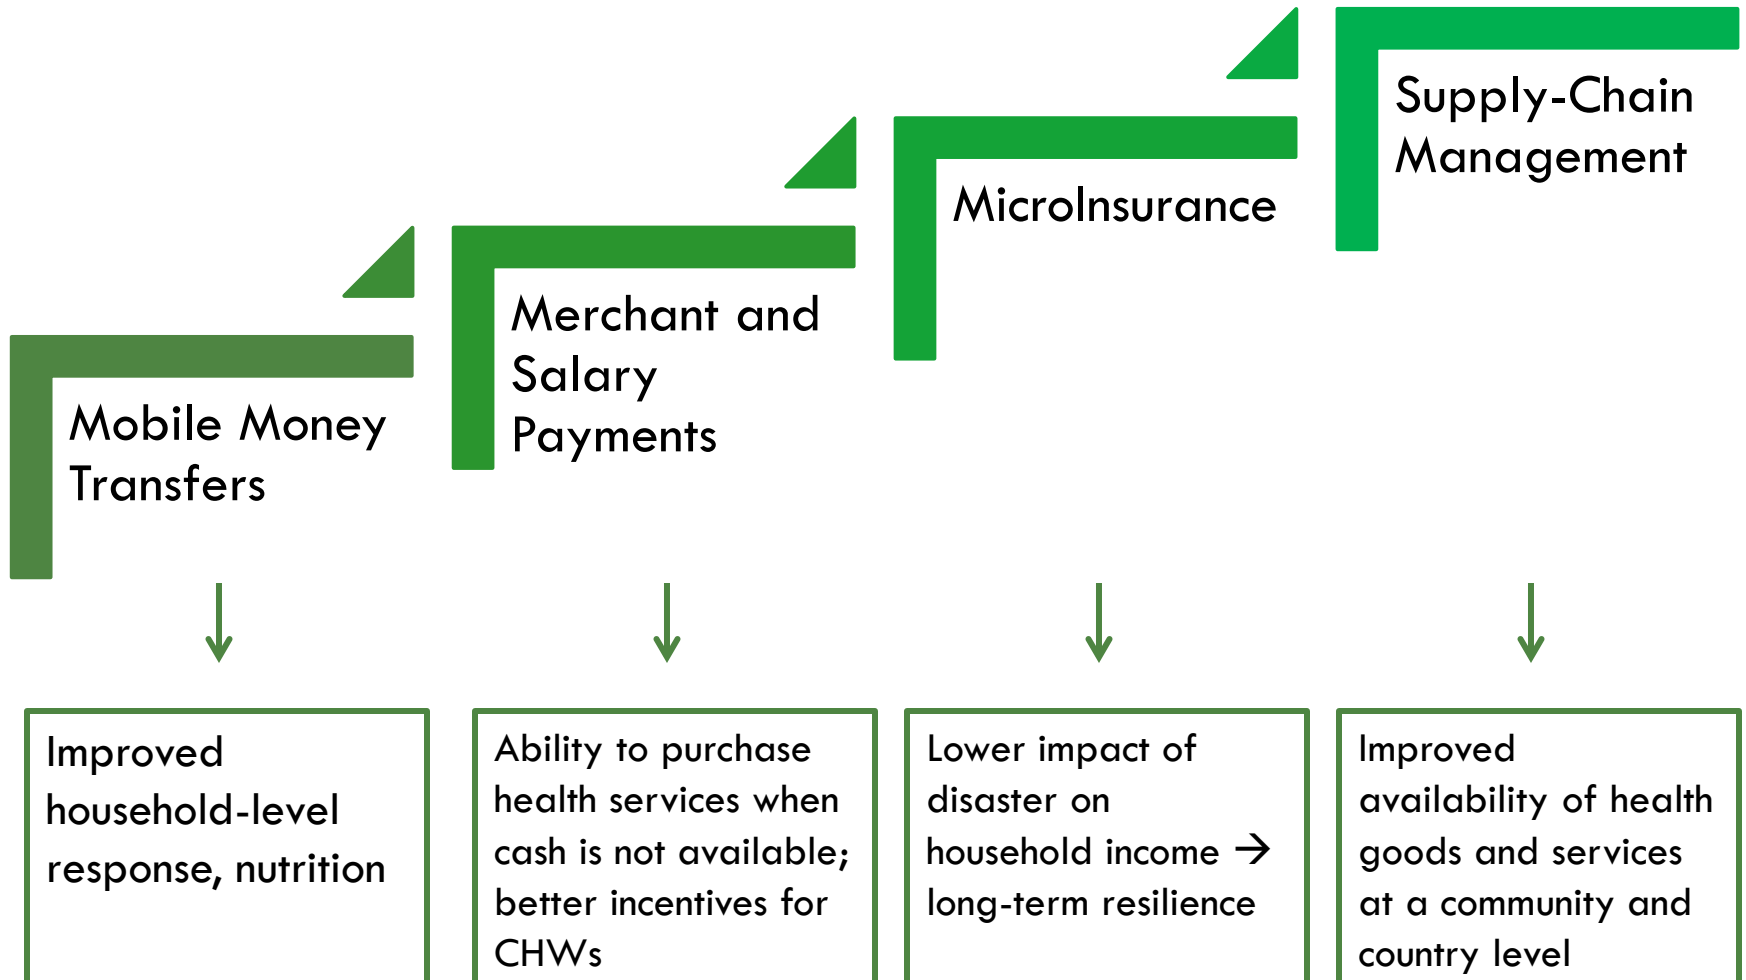 Supply-Chain
Management
MicroInsurance
Merchant and
Salary
Payments
Mobile Money
Transfers
Improved
household-level
response, nutrition
Ability to purchase
health services when
cash is not available;
better incentives for
CHWs
Lower impact of
disaster on
household income →
long-term resilience
Improved
availability of health
goods and services
at a community and
country level